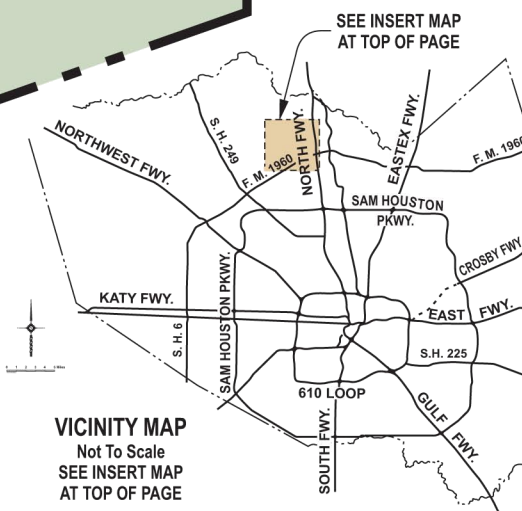 SEE INSERT MAP
AT TOP OF PAGE
NORTHWEST FWY.
S. H. 249
F. M. 1960
NORTH FWY.
EASTEX FWY.
F. M. 1960
SAM HOUSTON
PKWY.
CROSBY FWY
KATY FWY.
S. H. 6
SAM HOUSTON PKWY.
EAST FWY.
S.H. 225
610 LOOP
GULF FWY.
SOUTH FWY.
VICINITY MAP
Not To Scale
SEE INSERT MAP
AT TOP OF PAGE